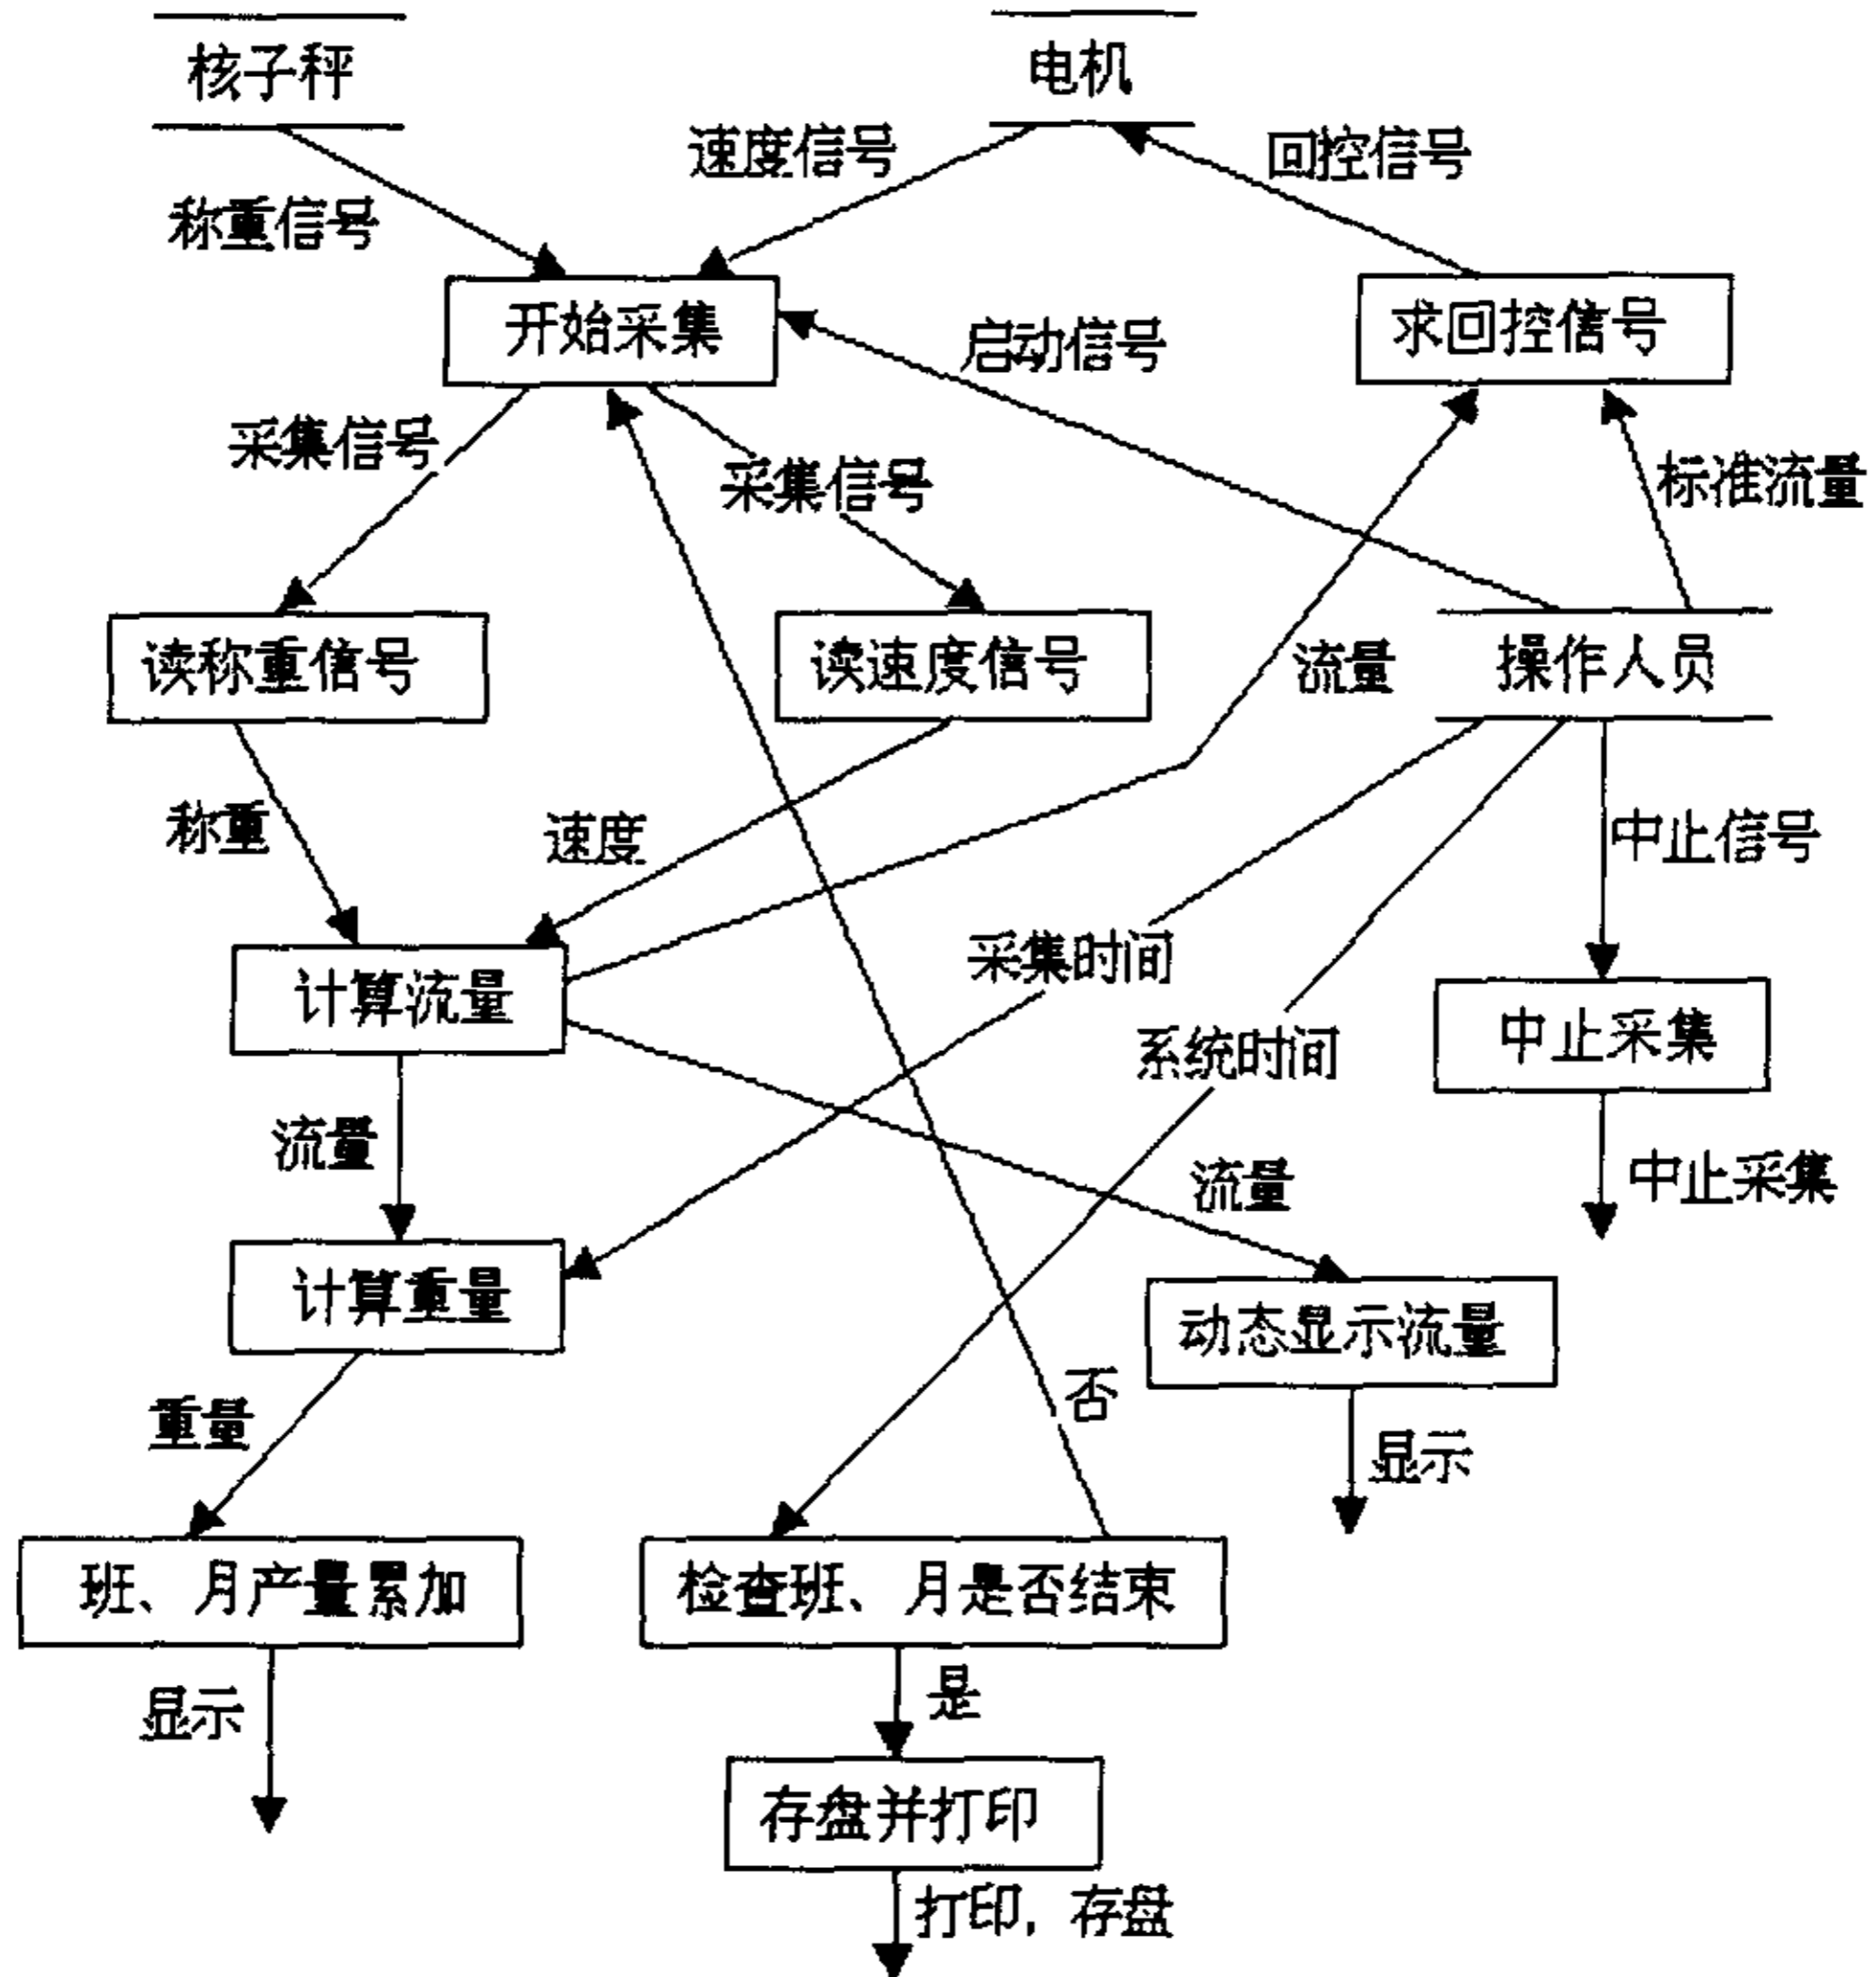 核子秤
电机
速度信号
回控信号
称重信号
开始采集
启动信号
求回控信号
采集信号
采集信号
标准流量
读称重信号
读速度信号
流量
操作人员
称重
速度
中止信号
采集时间
计算流量
系统时间
中止采集
流量
流量
中止采集
计算重量
动态显示流量
否
重量
显示
班、月产量累加
检查班、月是否结束
显示
是
存盘并打印
打印，存盘